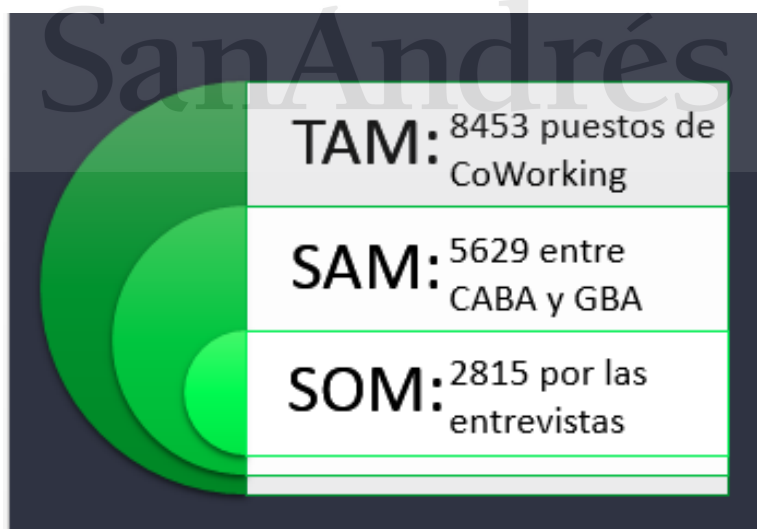 SanAndrés
TAM: 8453 puestos de
CoWorking
SAM: 5629 entre
CABA y GBA
SOM: 2815 por las
entrevistas